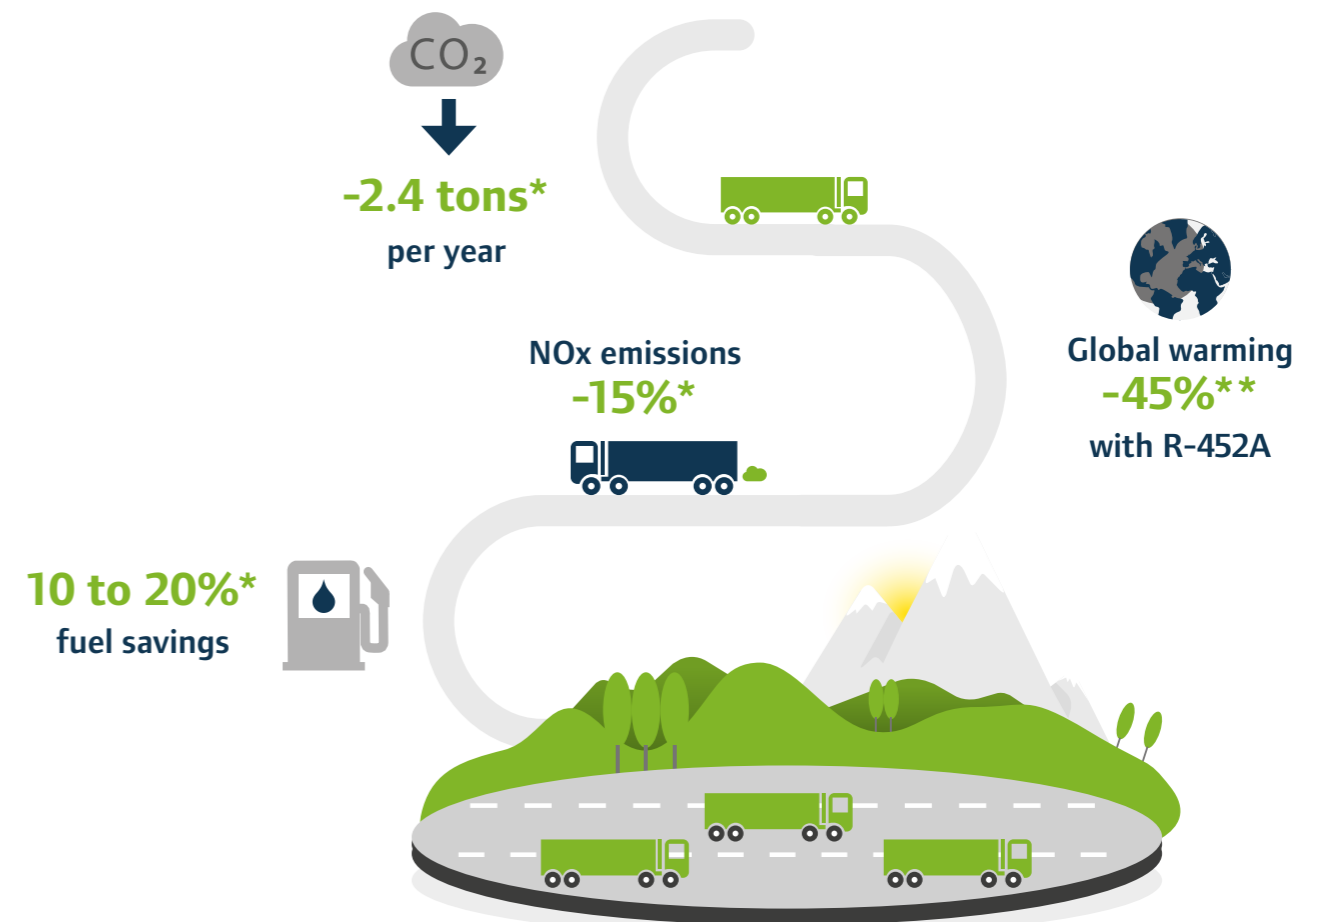 CO₂
-2.4 tons*
per year
NOx emissions
-15%*
Global warming
-45%**
with R-452A
10 to 20%*
fuel savings